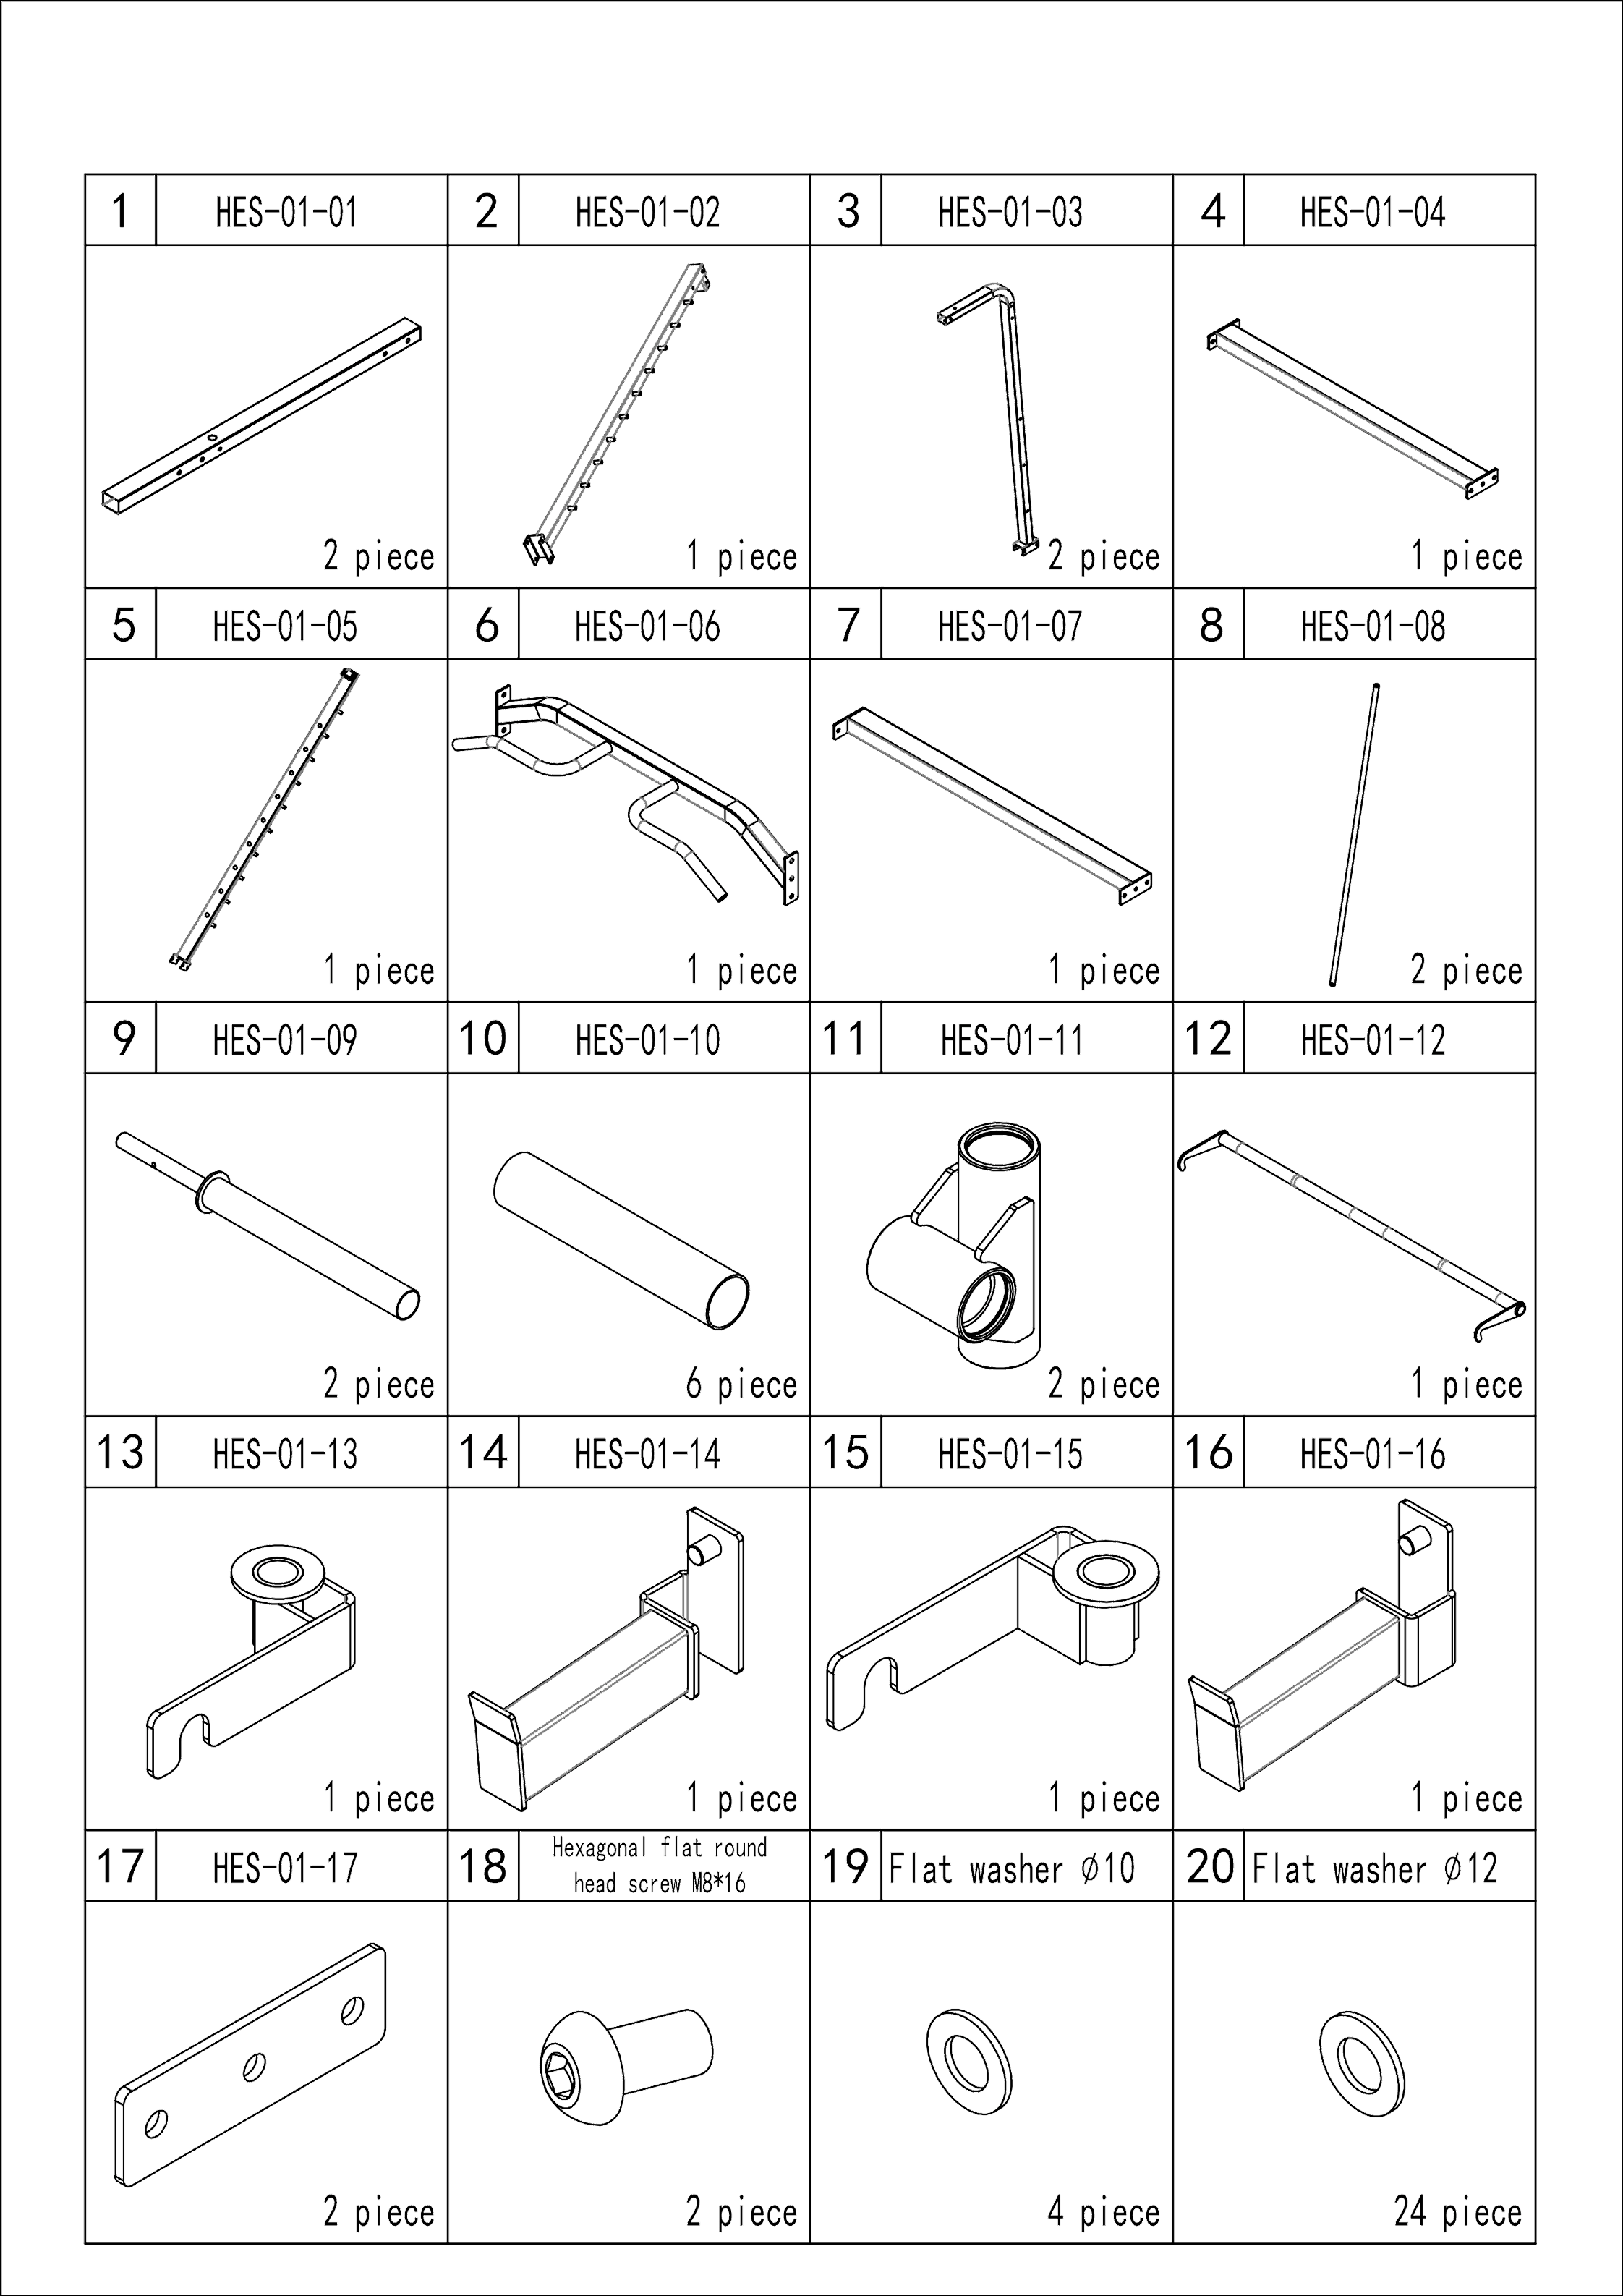 1 HES-01-01 2 HES-01-02 3 HES-01-03 4 HES-01-04
2 piece 1 piece 2 piece 1 piece
5 HES-01-05 6 HES-01-06 7 HES-01-07 8 HES-01-08
1 piece 1 piece 1 piece 2 piece
9 HES-01-09 10 HES-01-10 11 HES-01-11 12 HES-01-12
2 piece 6 piece 2 piece 1 piece
13 HES-01-13 14 HES-01-14 15 HES-01-15 16 HES-01-16
1 piece 1 piece 1 piece 1 piece
17 HES-01-17 18 Hexagonal flat round
head screw M8*16 19 Flat washer Ø10 20 Flat washer Ø12
2 piece 2 piece 4 piece 24 piece